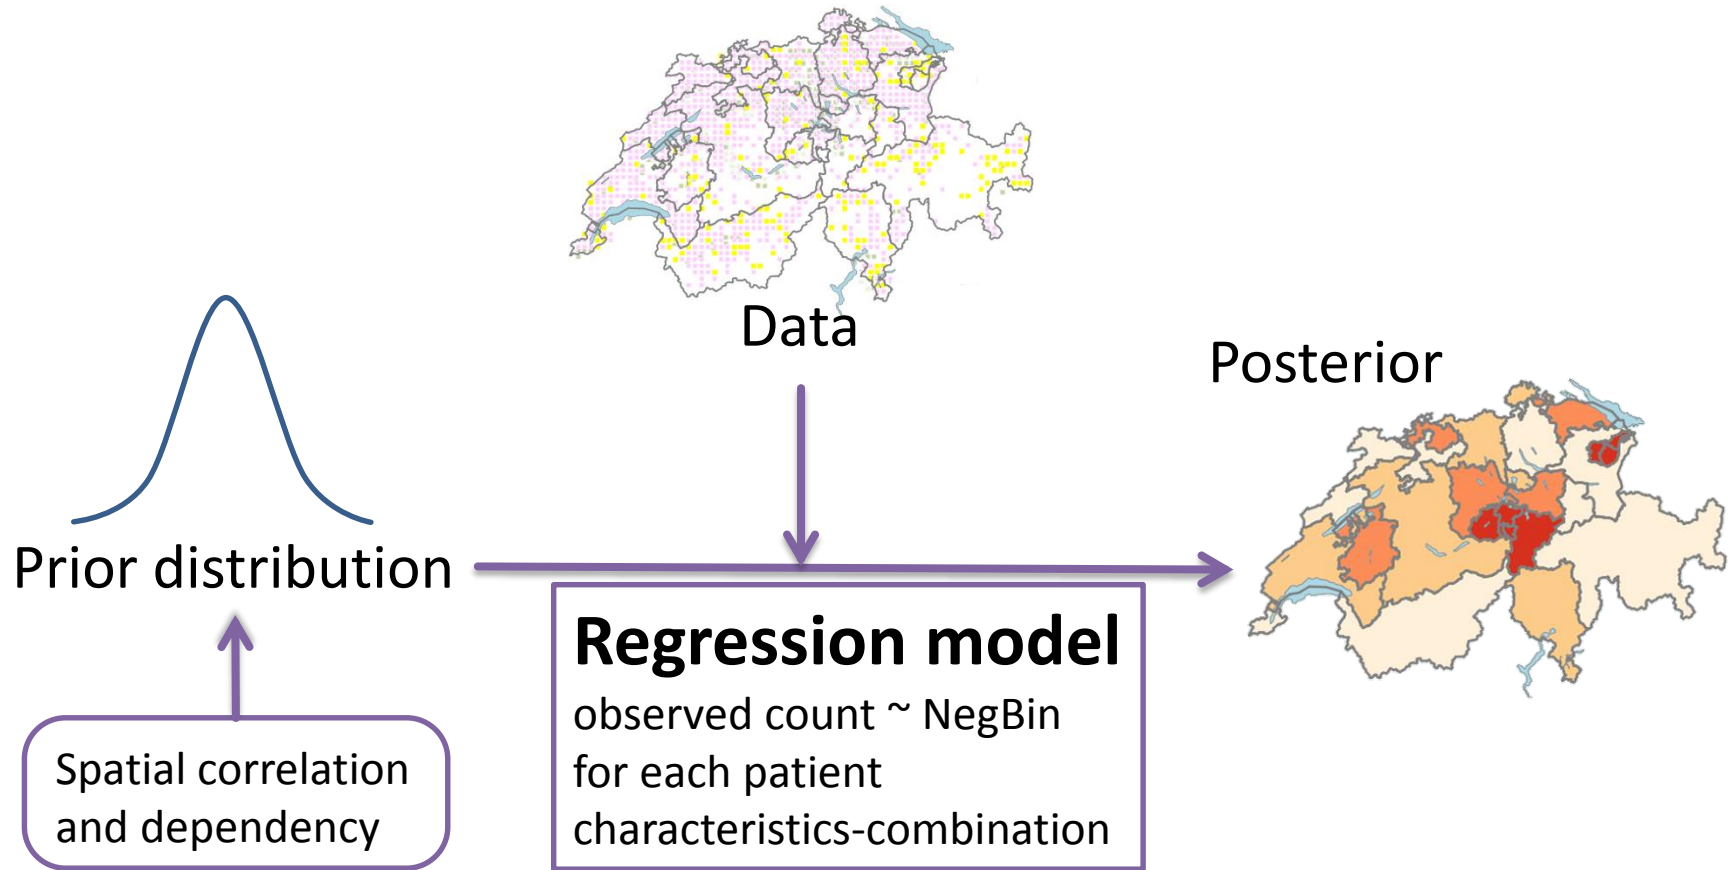 Data
Posterior
Prior distribution
Regression model
observed count ~ NegBin
for each patient
characteristics-combination
Spatial correlation
and dependency